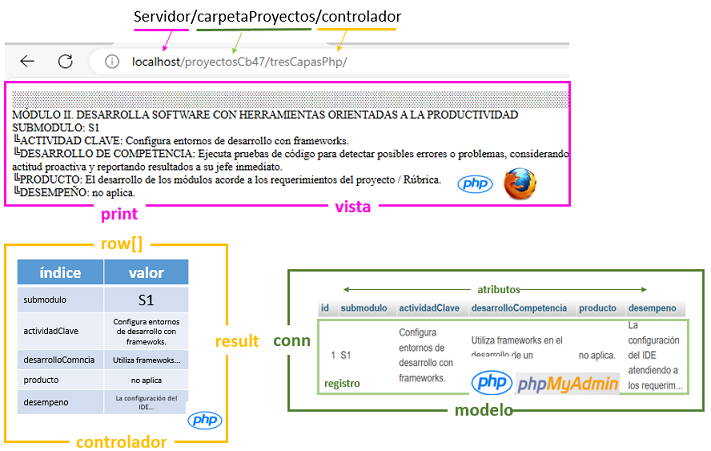 Servidor/carpetaProyectos/controlador
localhost/proyectosCb47/tresCapasPhp/
MÓDULO II. DESARROLLA SOFTWARE CON HERRAMIENTAS ORIENTADAS A LA PRODUCTIVIDAD
SUBMODULO: S1
╚ACTIVIDAD CLAVE: Configura entornos de desarrollo con frameworks.
╚DESARROLLO DE COMPETENCIA: Ejecuta pruebas de código para detectar posibles errores o problemas, considerando
actitud proactiva y reportando resultados a su jefe inmediato.
╚PRODUCTO: El desarrollo de los módulos acorde a los requerimientos del proyecto / Rúbrica.
╚DESEMPEÑO: no aplica.
php
print
vista
row[]
índice valor
submodulo S1
actividadClave Configura entornos
de desarrollo con
framewoks.
desarrolloComncia Utiliza framewoks...
producto no aplica
desempeno La configuración del
IDE...
php
controlador
result
conn
atributos
id submodulo actividadClave desarrolloCompetencia producto desempeno
1 S1
Configura
entornos de
desarrollo con
frameworks.
Utiliza frameworks en el
desarrollo de un
no aplica.
La
configuración
del IDE
atendiendo a
los requerim...
registro
php
phpMyAdmin
modelo